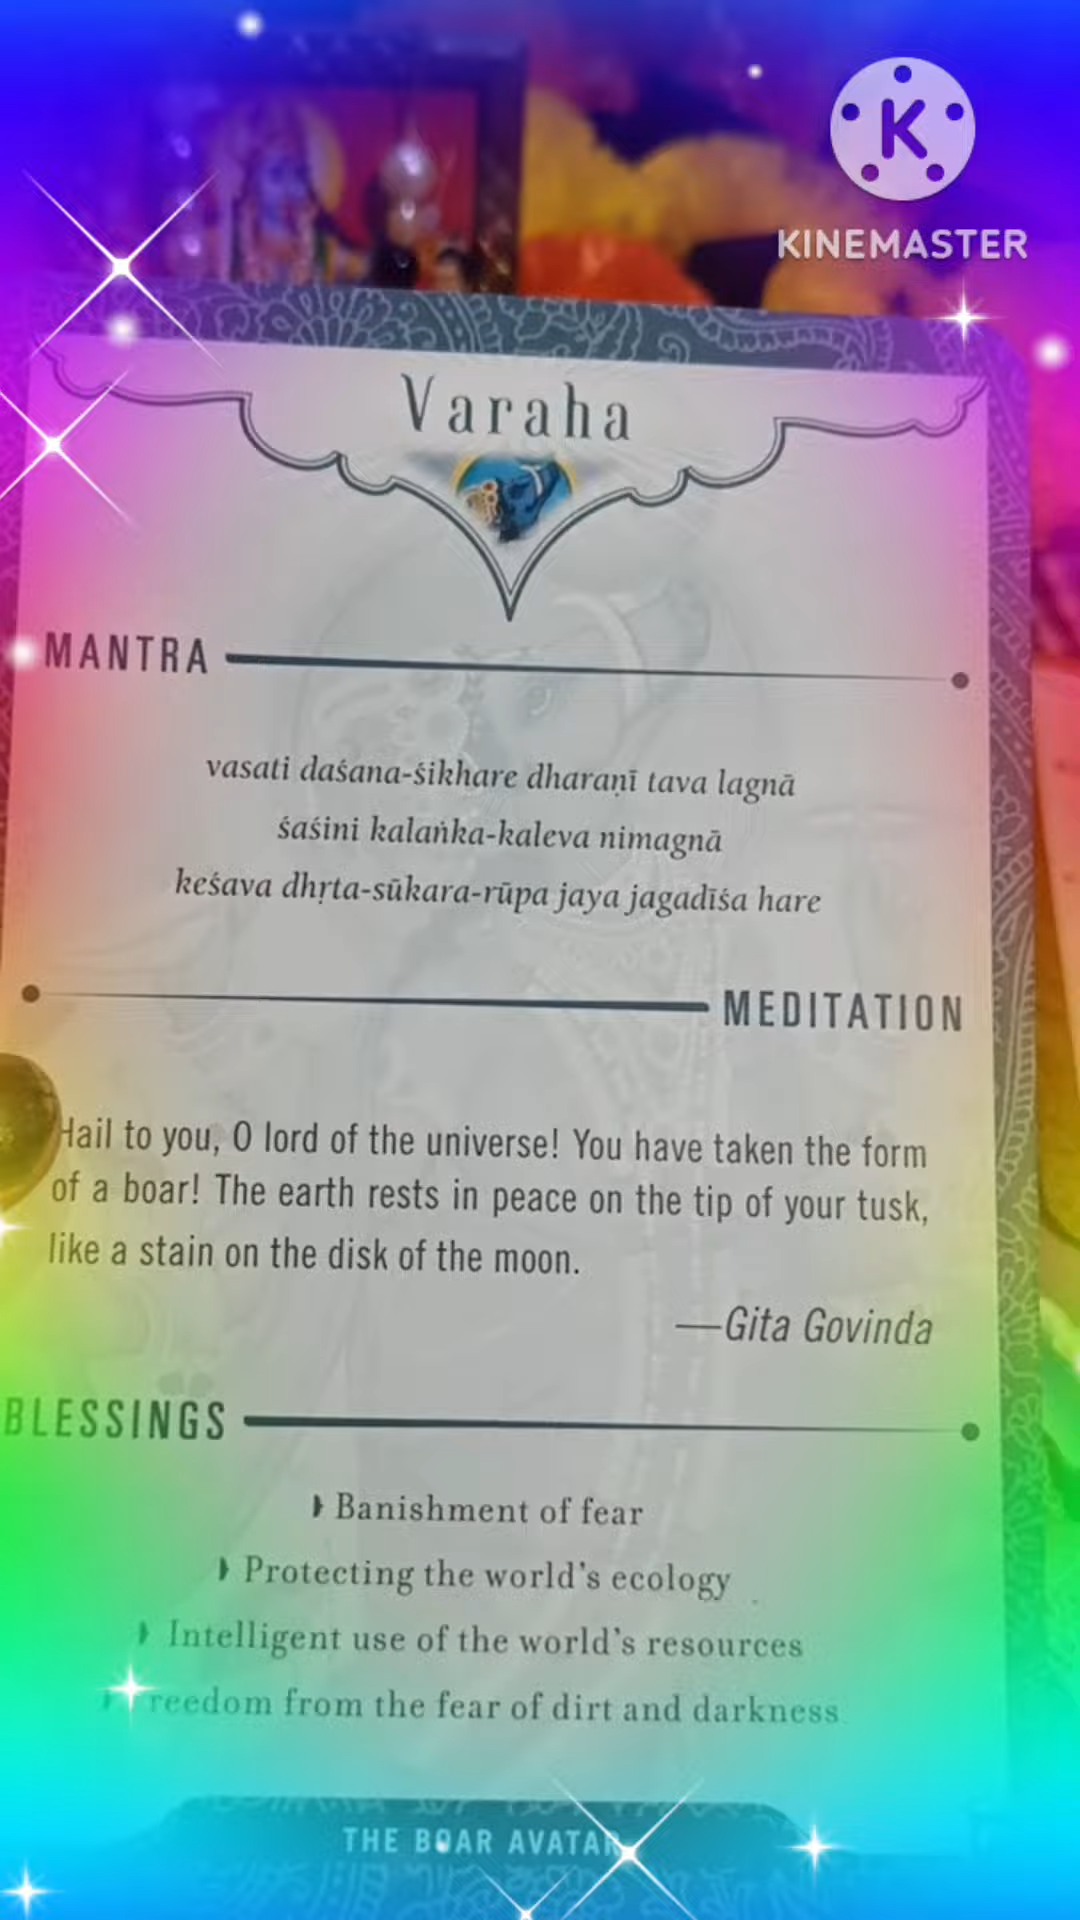 K
KINEMASTER
Varaha
MANTRA
vasati daśana-śikhare dharaṇī tava lagnā
śaśini kalaṅka-kaleva nimagnā
keśava dhṛta-sūkara-rūpa jaya jagadīśa hare
MEDITATION
Hail to you, O lord of the universe! You have taken the form
of a boar! The earth rests in peace on the tip of your tusk,
like a stain on the disk of the moon.
—Gita Govinda
BLESSINGS
Banishment of fear
Protecting the world's ecology
Intelligent use of the world's resources
Freedom from the fear of dirt and darkness
THE BOAR AVATAR